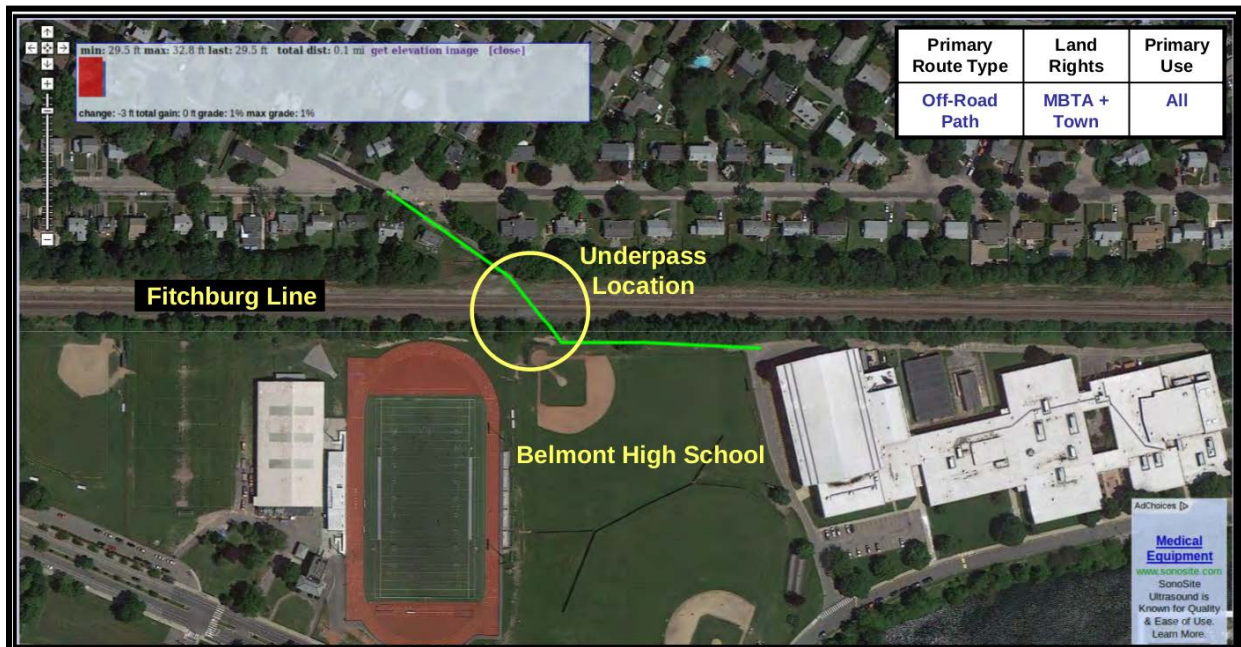 min: 29.5 ft max: 32.8 ft last: 29.5 ft total dist: 0.1 mi get elevation image [close]
change: -3 ft total gain: 0 ft grade: 1% max grade: 1%
Primary Route Type
Land Rights
Primary Use
Off-Road Path
MBTA + Town
All
Underpass
Location
Fitchburg Line
Belmont High School
AdChoices
Medical
Equipment
www.sonosite.com
SonoSite
Ultrasound is
Known for Quality
& Ease of Use.
Learn More.